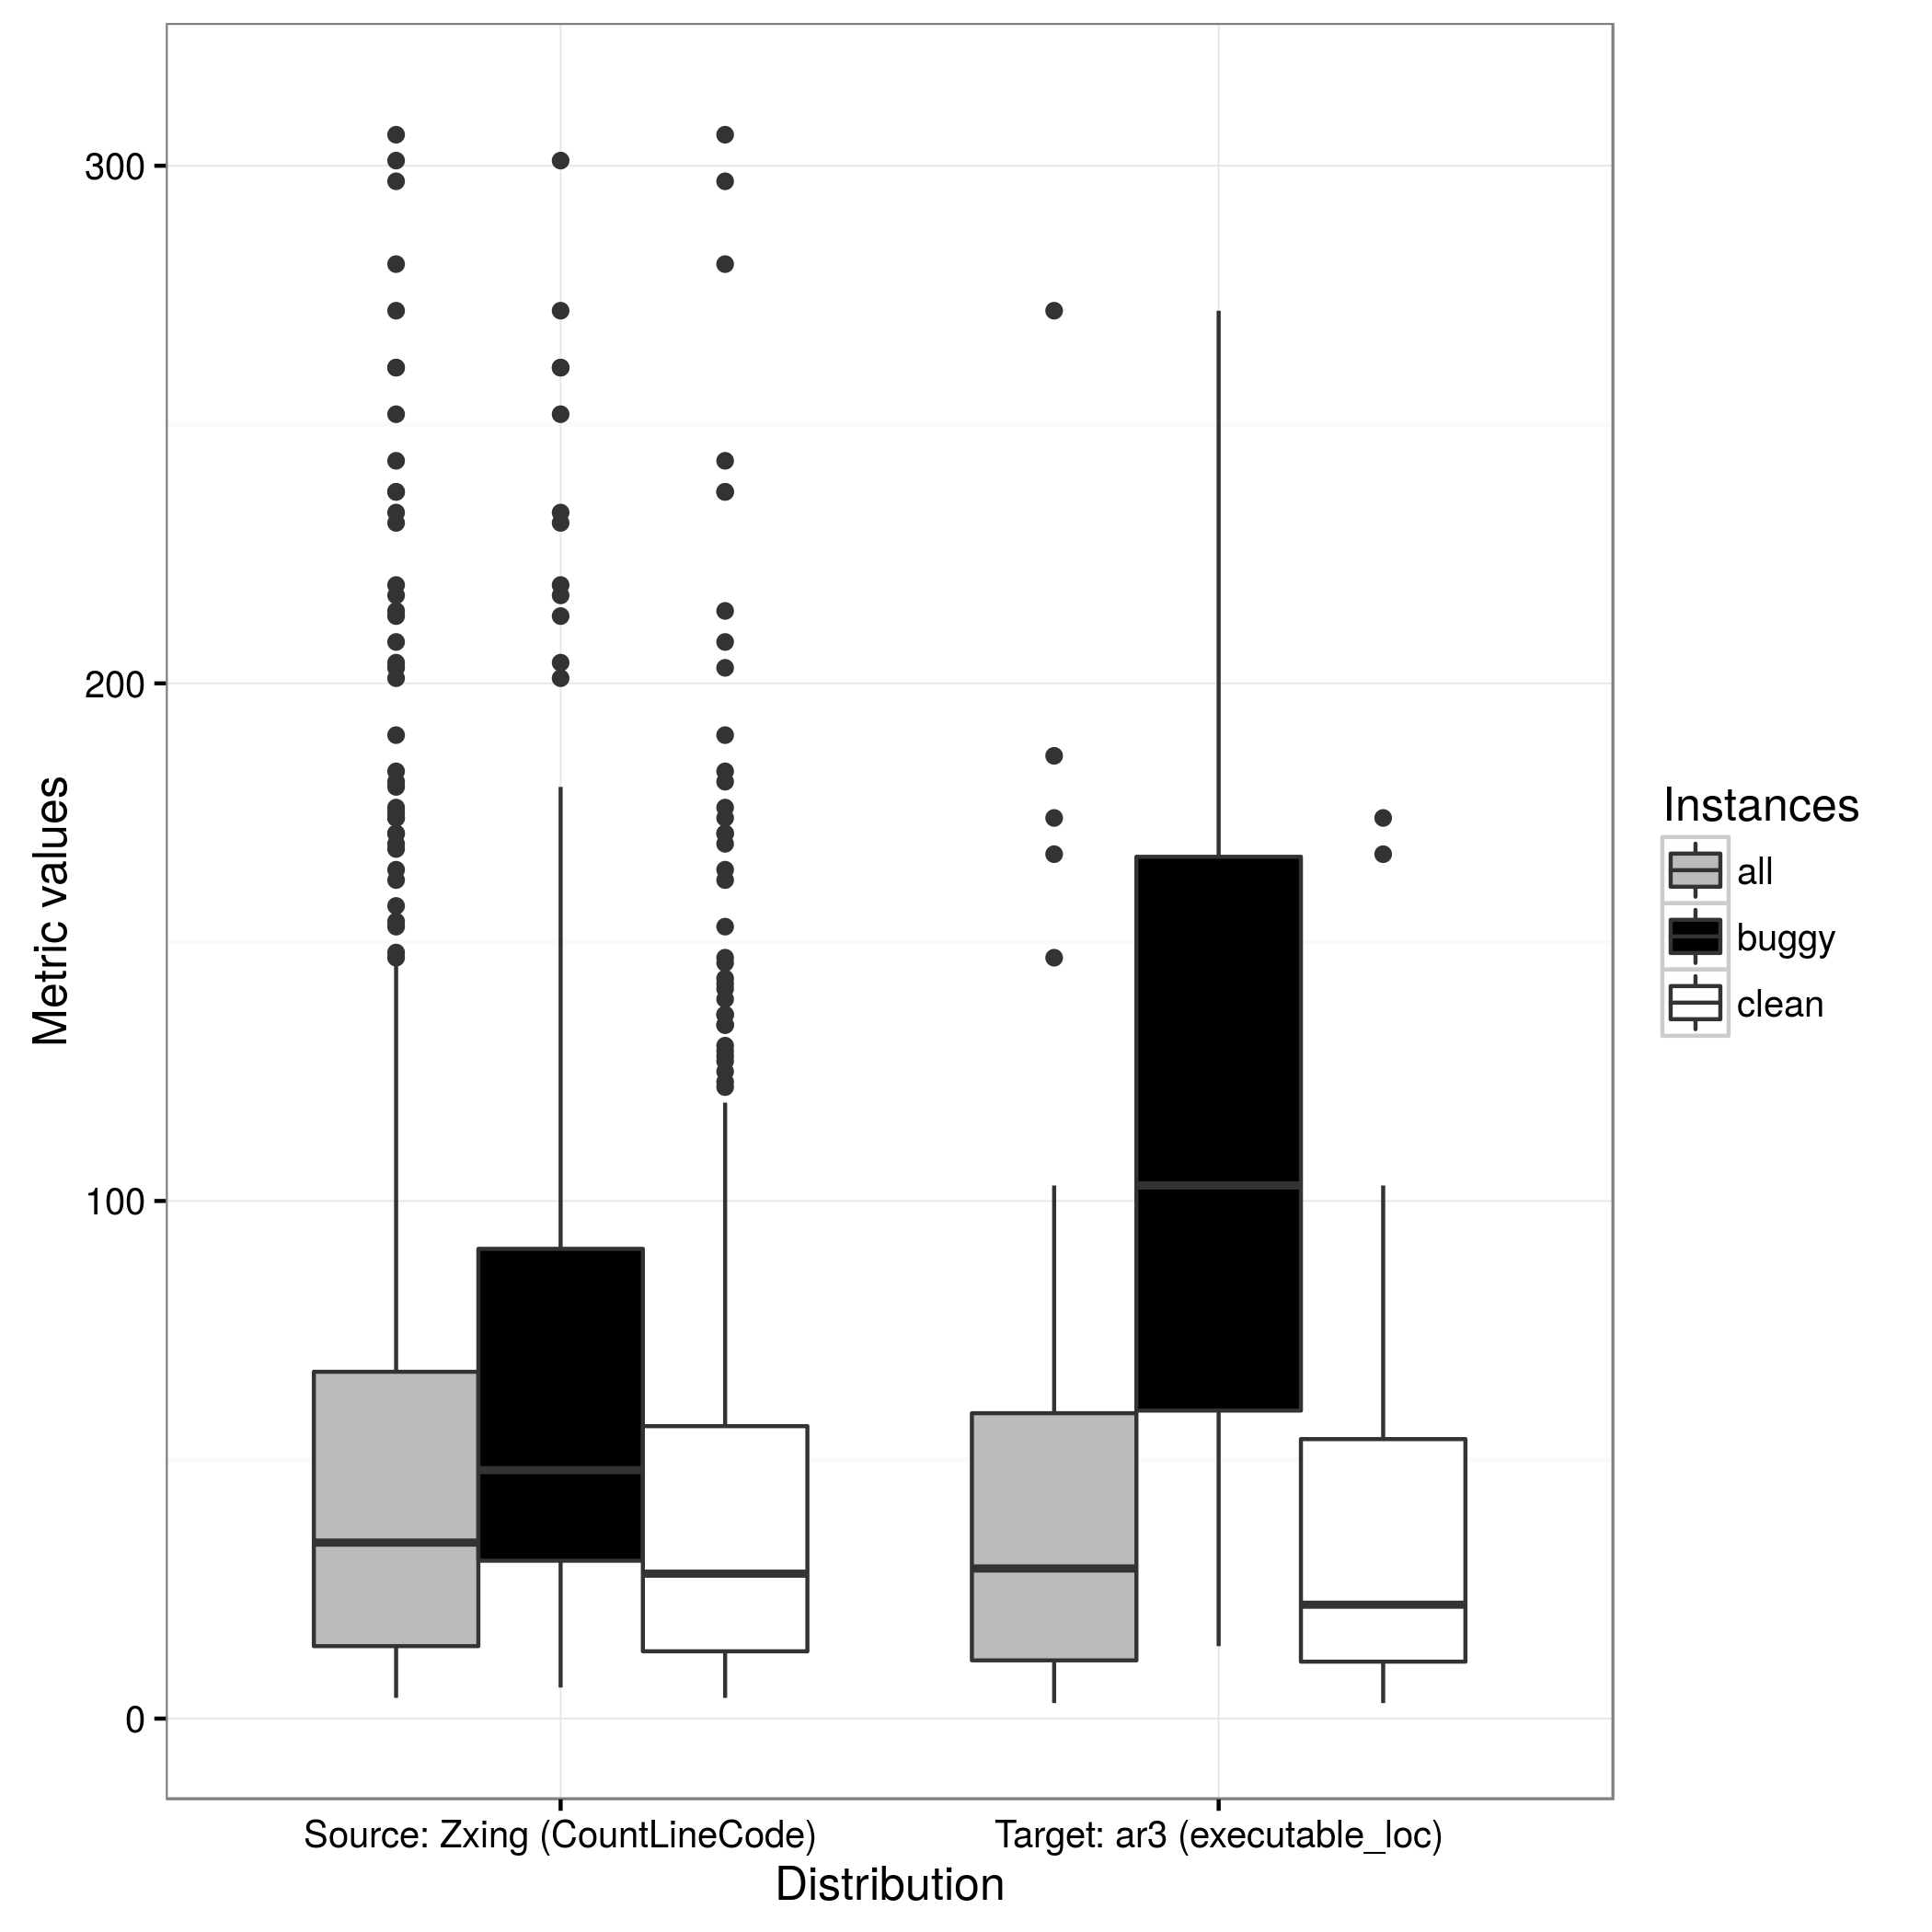 Metric values
300
200
100
0
Source: Zxing (CountLineCode)
Target: ar3 (executable_loc)
Distribution
Instances
all
buggy
clean